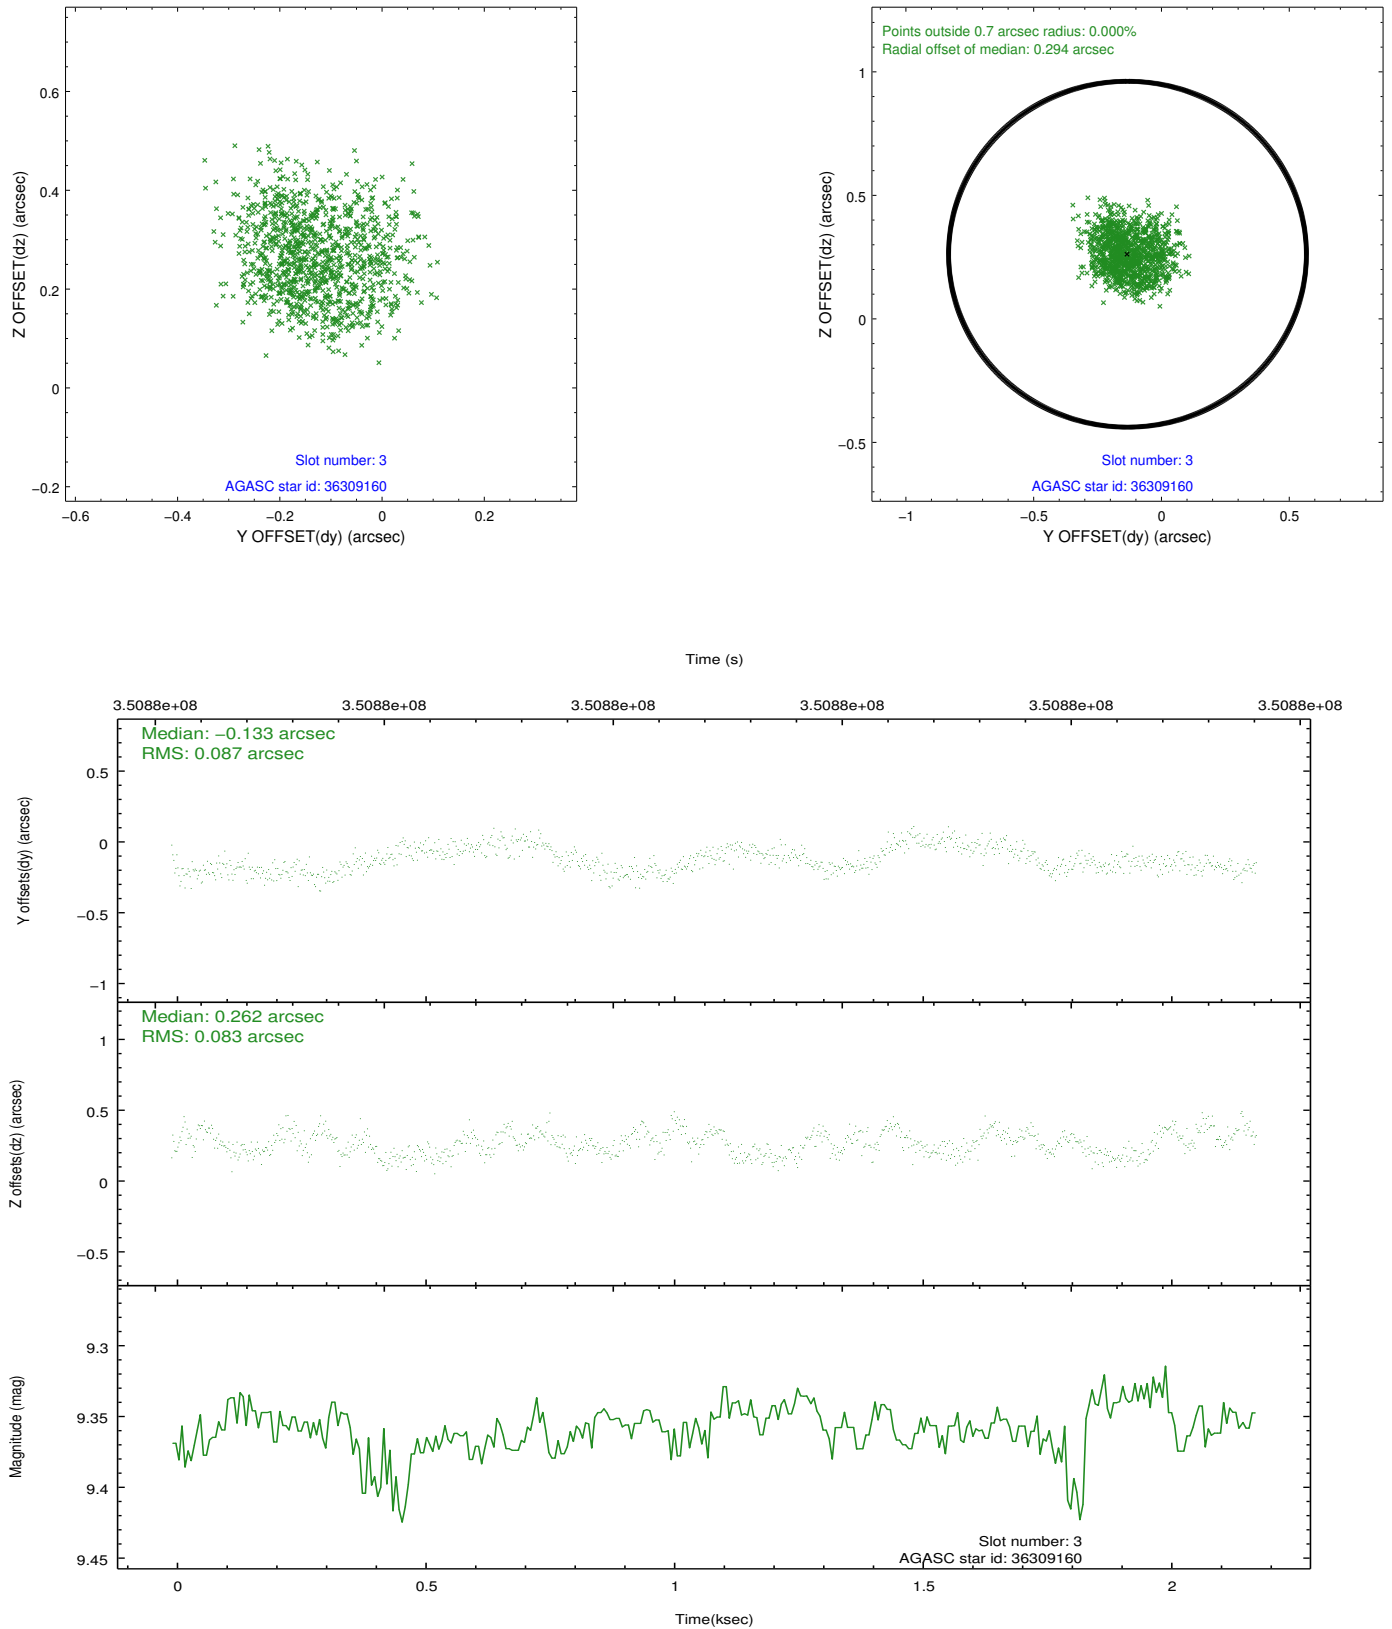 0.6
0.4
0.2
0
−0.2
Z OFFSET(dz) (arcsec)
Slot number: 3
AGASC star id: 36309160
−0.6 −0.4 −0.2 0 0.2
Y OFFSET(dy) (arcsec)
Points outside 0.7 arcsec radius: 0.000%
Radial offset of median: 0.294 arcsec
1
0.5
0
−0.5
Z OFFSET(dz) (arcsec)
Slot number: 3
AGASC star id: 36309160
−1 −0.5 0 0.5
Y OFFSET(dy) (arcsec)
Time (s)
3.5088e+08 3.5088e+08 3.5088e+08 3.5088e+08 3.5088e+08 3.5088e+08
Median: −0.133 arcsec
RMS: 0.087 arcsec
0.5
0
−0.5
−1
Y offsets(dy) (arcsec)
Median: 0.262 arcsec
RMS: 0.083 arcsec
1
0.5
0
−0.5
Z offsets(dz) (arcsec)
9.3
9.35
9.4
9.45
Magnitude (mag)
Slot number: 3
AGASC star id: 36309160
0 0.5 1 1.5 2
Time(ksec)